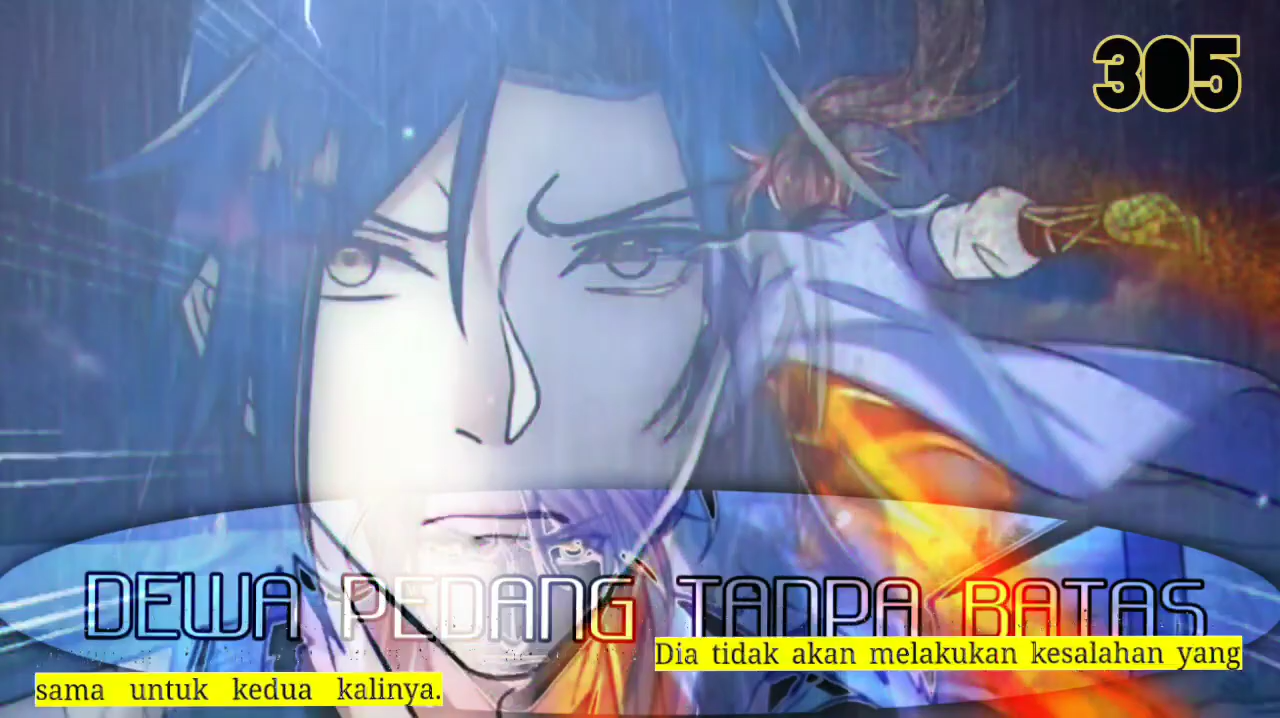 305
DEWA PEDANG TANPA BATAS
Dia tidak akan melakukan kesalahan yang
sama untuk kedua kalinya.